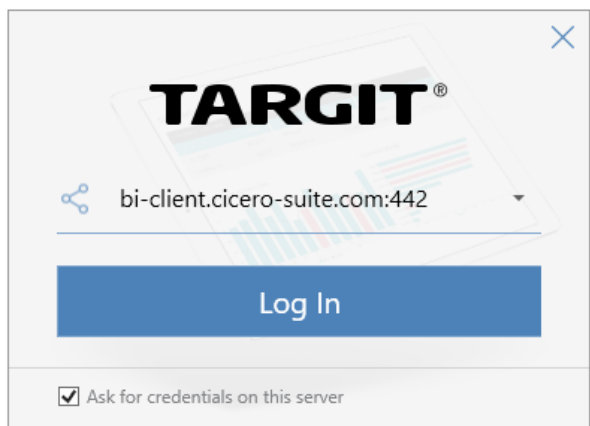 TARGIT®
bi-client.cicero-suite.com:442
Log In
Ask for credentials on this server